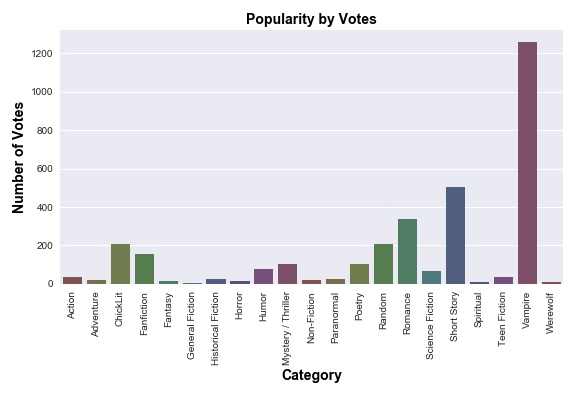 Popularity by Votes
Number of Votes
1200
1000
800
600
400
200
0
Action
Adventure
ChickLit
Fanfiction
Fantasy
General Fiction
Historical Fiction
Horror
Humor
Mystery / Thriller
Non-Fiction
Paranormal
Poetry
Random
Romance
Science Fiction
Short Story
Spiritual
Teen Fiction
Vampire
Werewolf
Category